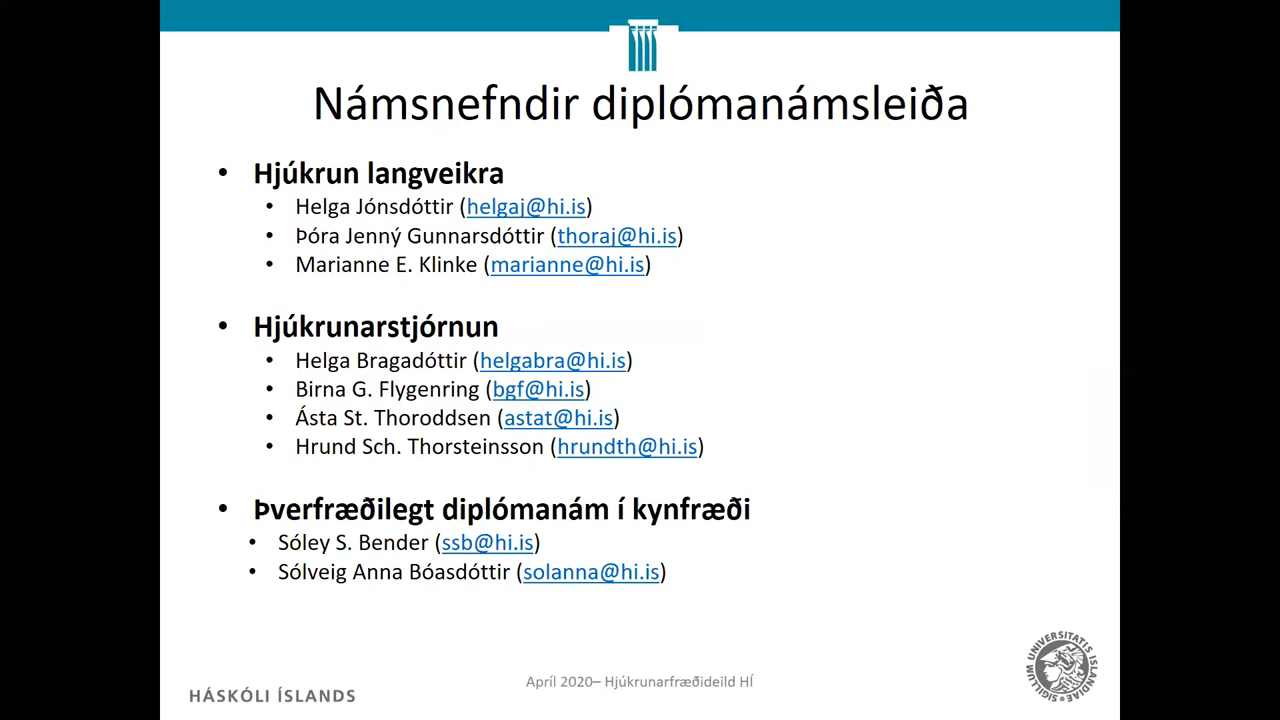 Námsnefndir diplómanámsleiða
• Hjúkrun langveikra
• Helga Jónsdóttir (helgaj@hi.is)
• Þóra Jenný Gunnarsdóttir (thoraj@hi.is)
• Marianne E. Klinke (marianne@hi.is)
• Hjúkrunarstjórnun
• Helga Bragadóttir (helgabra@hi.is)
• Birna G. Flygenring (bgf@hi.is)
• Ásta St. Thoroddsen (astat@hi.is)
• Hrund Sch. Thorsteinsson (hrundth@hi.is)
• Þverfræðilegt diplómanám í kynfræði
• Sóley S. Bender (ssb@hi.is)
• Sólveig Anna Bóasdóttir (solanna@hi.is)
HÁSKÓLI ÍSLANDS
Apríl 2020– Hjúkrunarfræðideild HÍ
SIGILLUM UNIVERSITATIS ISLANDIAE